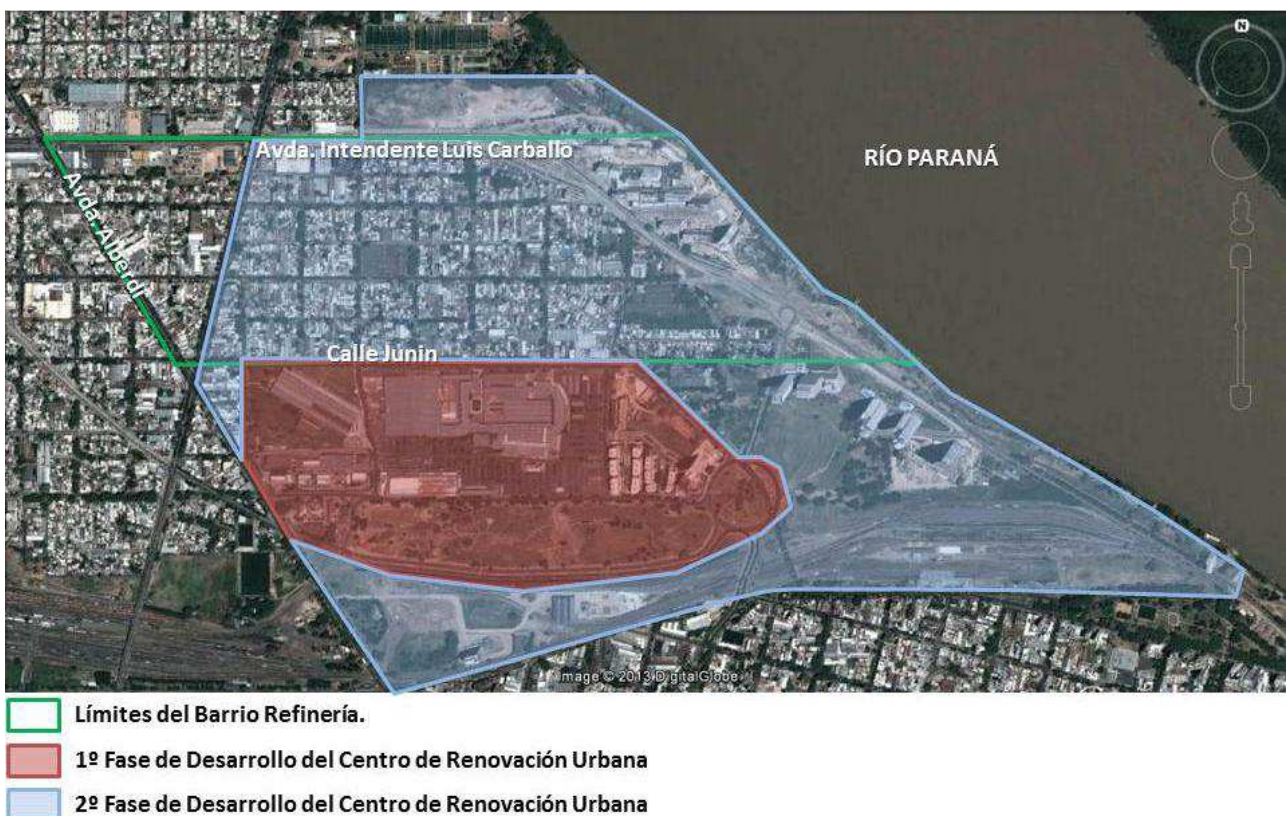 N
Avda. Intendente Luis Carballo
RÍO PARANÁ
Avda. Alberdi
Calle Junin
Image © 2013 DigitalGlobe
Límites del Barrio Refinería.
1º Fase de Desarrollo del Centro de Renovación Urbana
2º Fase de Desarrollo del Centro de Renovación Urbana